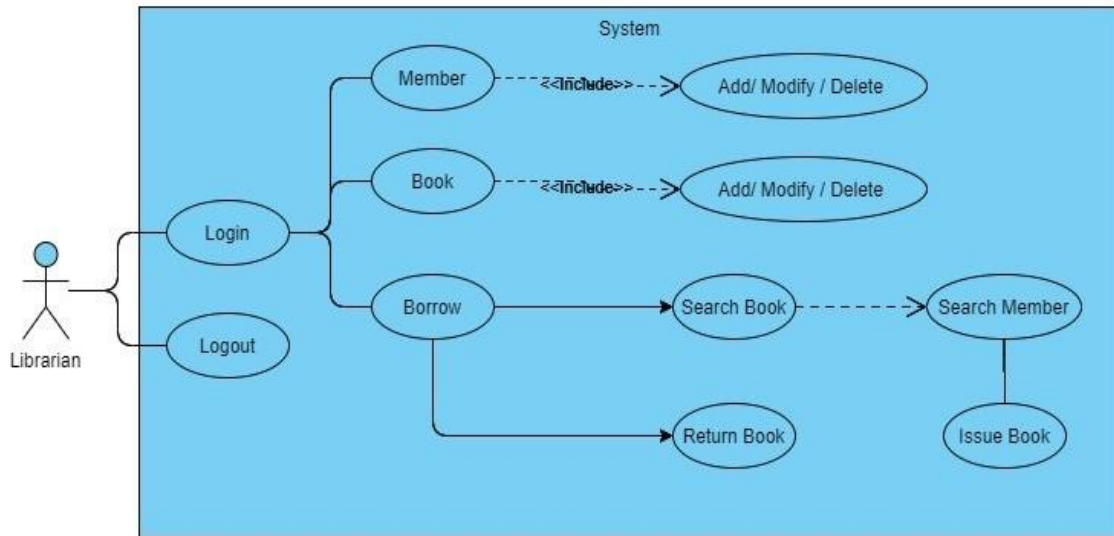 System
Member
<<Include>>
Add/ Modify / Delete
Book
<<Include>>
Add/ Modify / Delete
Login
Borrow
Search Book
Search Member
Logout
Librarian
Return Book
Issue Book